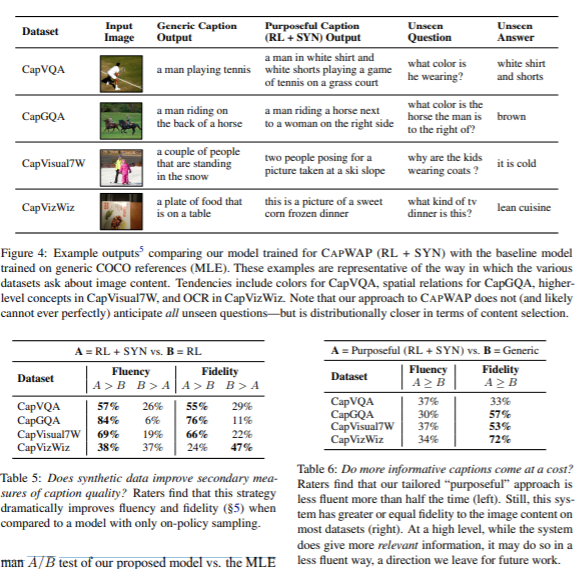 Dataset Input Image Generic Caption Output Purposeful Caption (RL + SYN) Output Unseen Question Unseen Answer
CapVQA a man playing tennis a man in white shirt and white shorts playing a game of tennis on a grass court what color is he wearing? white shirt and shorts
CapGQA a man riding on the back of a horse a man riding a horse next to a woman on the right side what color is the horse the man is to the right of? brown
CapVisual7W a couple of people that are standing in the snow two people posing for a picture taken at a ski slope why are the kids wearing coats ? it is cold
CapVizWiz a plate of food that is on a table this is a picture of a sweet corn frozen dinner what kind of tv dinner is this? lean cuisine
Figure 4: Example outputs⁵ comparing our model trained for CAPWAP (RL + SYN) with the baseline model
trained on generic COCO references (MLE). These examples are representative of the way in which the various
datasets ask about image content. Tendencies include colors for CapVQA, spatial relations for CapGQA, higher-
level concepts in CapVisual7W, and OCR in CapVizWiz. Note that our approach to CAPWAP does not (and likely
cannot ever perfectly) anticipate all unseen questions—but is distributionally closer in terms of content selection.
A = RL + SYN vs. B = RL
Dataset Fluency Fidelity
A > B B > A A > B B > A
CapVQA 57% 26% 55% 29%
CapGQA 84% 6% 76% 11%
CapVisual7W 69% 19% 66% 22%
CapVizWiz 38% 37% 24% 47%
Table 5: Does synthetic data improve secondary mea-
sures of caption quality? Raters find that this strategy
dramatically improves fluency and fidelity (§5) when
compared to a model with only on-policy sampling.
man A/B test of our proposed model vs. the MLE
A = Purposeful (RL + SYN) vs. B = Generic
Dataset Fluency Fidelity
A ≥ B A ≥ B
CapVQA 37% 33%
CapGQA 30% 57%
CapVisual7W 37% 53%
CapVizWiz 34% 72%
Table 6: Do more informative captions come at a cost?
Raters find that our tailored “purposeful” approach is
less fluent more than half the time (left). Still, this sys-
tem has greater or equal fidelity to the image content on
most datasets (right). At a high level, while the system
does give more relevant information, it may do so in a
less fluent way, a direction we leave for future work.